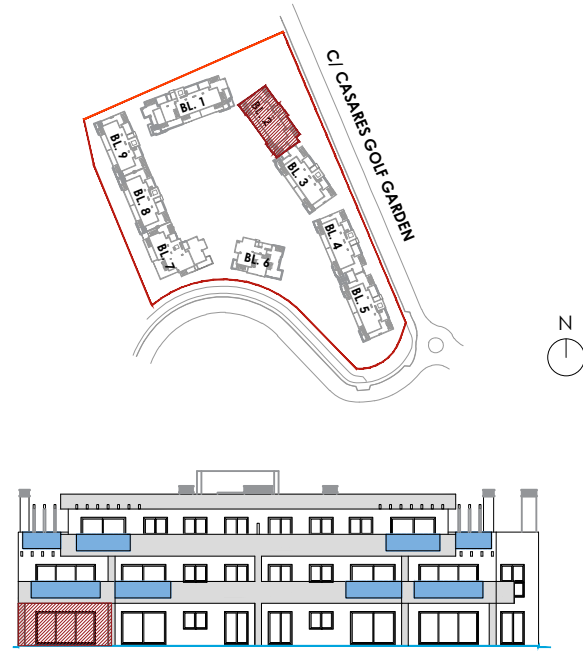 C/ CASARES GOLF GARDEN
BL. 1
BL. 2
BL. 9
BL. 3
BL. 8
BL. 4
BL. 7
BL. 6
BL. 5
N